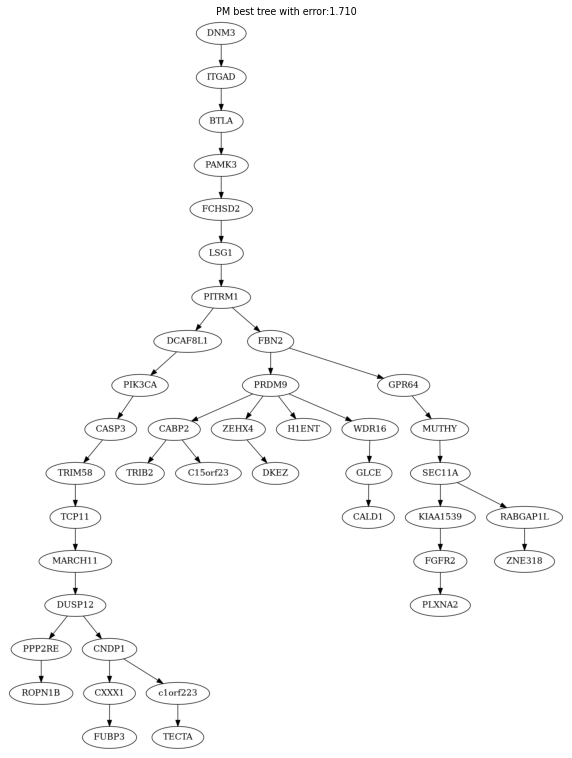 PM best tree with error:1.710
DNM3
ITGAD
BTLA
PAMK3
FCHSD2
LSG1
PITRM1
DCAF8L1 FBN2
PIK3CA PRDM9 GPR64
CASP3 CABP2 ZEHX4 H1ENT WDR16 MUTHY
TRIM58 TRIB2 C15orf23 DKEZ GLCE SEC11A
TCP11 CALD1 KIAA1539 RABGAP1L
MARCH11 FGFR2 ZNE318
DUSP12 PLXNA2
PPP2RE CNDP1
ROPN1B CXXX1 c1orf223
FUBP3 TECTA